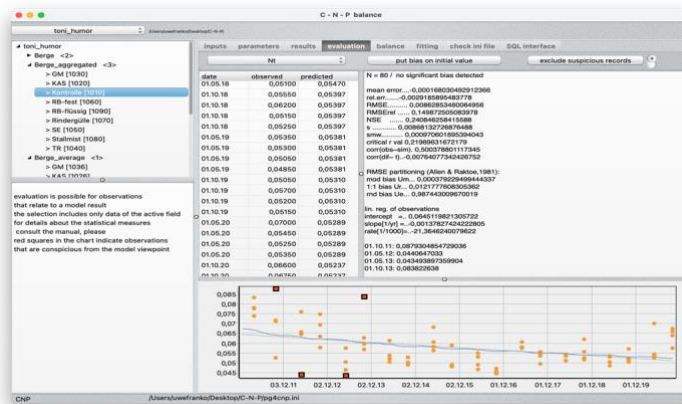 C - N - P balance
toni_humor
/Users/uwefranko/Desktop/C-N-P/
toni_humor
Berge <2>
Berge_aggregated <3>
> GM [1030]
> KAS [1020]
> Kontrolle [1010]
> RB-fest [1060]
> RB-flüssig [1090]
> Rindergülle [1070]
> SE [1050]
> Stallmist [1080]
> TR [1040]
Berge_average <1>
> GM [1036]
> KAS [1026]
inputs parameters results evaluation balance fitting check ini file SQL interface
Nt
put bias on initial value
exclude suspicious records
date observed predicted
01.05.18 0,05100 0,05470
01.05.18 0,05550 0,05397
01.10.18 0,06200 0,05397
01.10.18 0,05150 0,05397
01.10.18 0,05250 0,05397
01.05.19 0,05350 0,05381
01.05.19 0,05300 0,05381
01.05.19 0,05050 0,05381
01.05.19 0,04850 0,05381
01.10.19 0,05050 0,05310
01.10.19 0,05700 0,05310
01.10.19 0,05200 0,05310
01.10.19 0,05150 0,05310
01.05.20 0,07000 0,05289
01.05.20 0,05450 0,05289
01.05.20 0,05250 0,05289
01.05.20 0,05350 0,05289
01.10.20 0,06600 0,05237
01.10.20 0,06750 0,05237
N = 80 / no significant bias detected
mean error....-0,000168030492912366
rel.err......-0,0029185895483778
RMSE......... 0,00862853460064956
RMSErel ..... 0,149872505083978
NSE ....... 0,240846258415588
s ............ 0,00868132726876488
smw.......... 0,000970601895394043
critical r val 0,21989631672179
corr(obs–sim). 0,500378801117345
corr(dif– t)..-0,00764077342426752
RMSE partitioning (Allen & Raktoe,1981):
mod bias Um... 0,000379229499444337
1:1 bias Ur... 0,0121777608305362
rnd bias Ue... 0,987443009670019
lin. reg. of observations
intercept =.. 0,0645119821305722
slope[1/yr] =..-0,00137827424222805
rate[1/1000]=..-21,3646240079622
01.10.11: 0,0879304854729036
01.05.12: 0,0440647033
01.05.13: 0,043493897359904
01.10.13: 0,083822638
evaluation is possible for observations
that relate to a model result
the selection includes only data of the active field
for details about the statistical measures
consult the manual, please
red squares in the chart indicate observations
that are conspicious from the model viewpoint
0,085
0,08
0,075
0,07
0,065
0,06
0,055
0,05
0,045
03.12.11 02.12.12 02.12.13 02.12.14 02.12.15 01.12.16 01.12.17 01.12.18 01.12.19
CNP /Users/uwefranko/Desktop/C-N-P/pg4cnp.ini